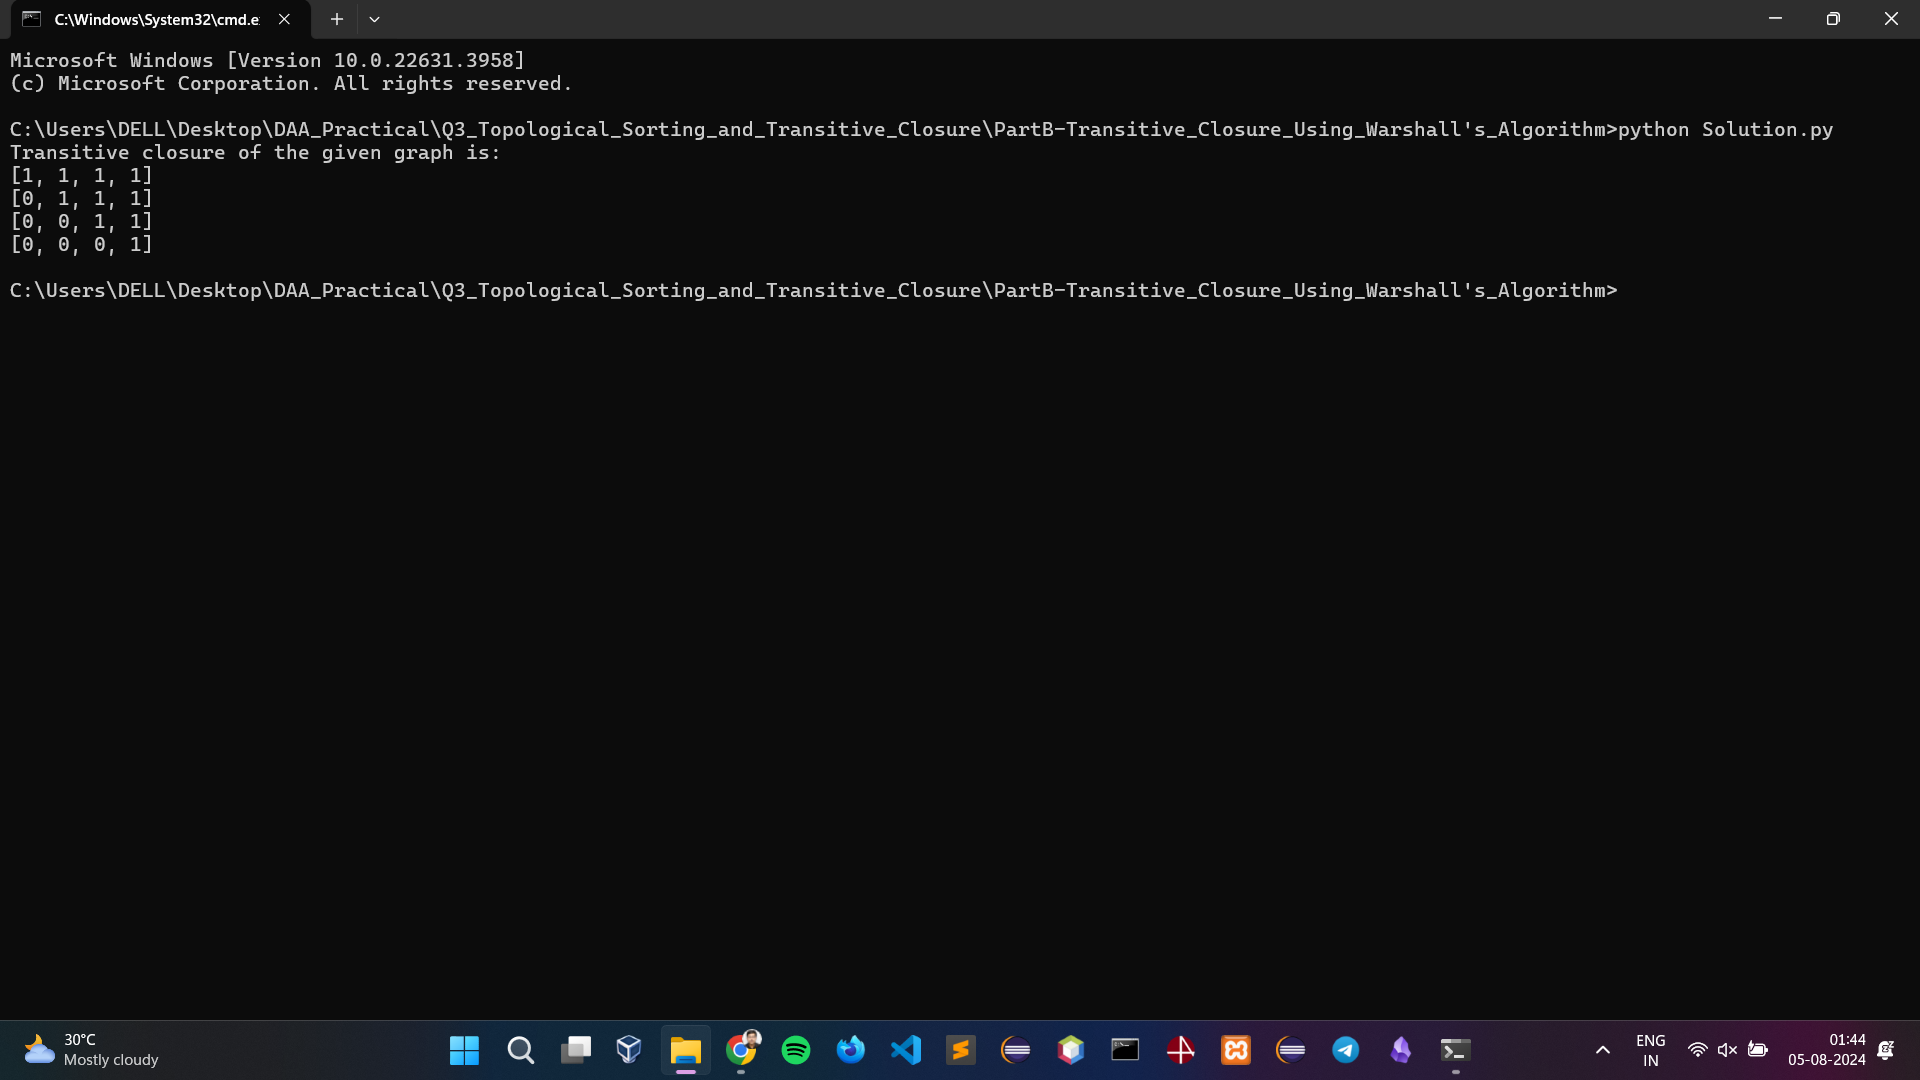 C:\Windows\System32\cmd.e
Microsoft Windows [Version 10.0.22631.3958]
(c) Microsoft Corporation. All rights reserved.
C:\Users\DELL\Desktop\DAA_Practical\Q3_Topological_Sorting_and_Transitive_Closure\PartB-Transitive_Closure_Using_Warshall's_Algorithm>python Solution.py
Transitive closure of the given graph is:
[1, 1, 1, 1]
[0, 1, 1, 1]
[0, 0, 1, 1]
[0, 0, 0, 1]
C:\Users\DELL\Desktop\DAA_Practical\Q3_Topological_Sorting_and_Transitive_Closure\PartB-Transitive_Closure_Using_Warshall's_Algorithm>
30°C
Mostly cloudy
ENG
IN
01:44
05-08-2024